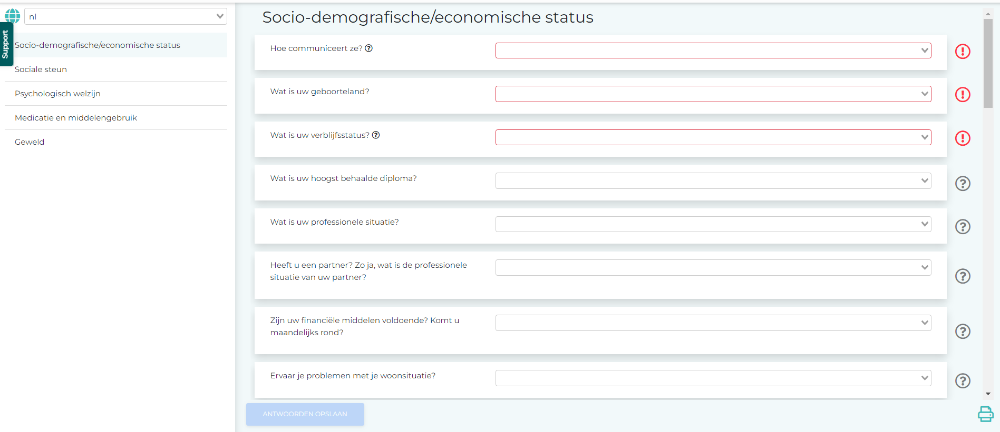 nl
Support
Socio-demografische/economische status
Sociale steun
Psychologisch welzijn
Medicatie en middelengebruik
Geweld
Socio-demografische/economische status
Hoe communiceert ze?
Wat is uw geboorteland?
Wat is uw verblijfsstatus?
Wat is uw hoogst behaalde diploma?
Wat is uw professionele situatie?
Heeft u een partner? Zo ja, wat is de professionele
situatie van uw partner?
Zijn uw financiële middelen voldoende? Komt u
maandelijks rond?
Ervaar je problemen met je woonsituatie?
ANTWOORDEN OPSLAAN